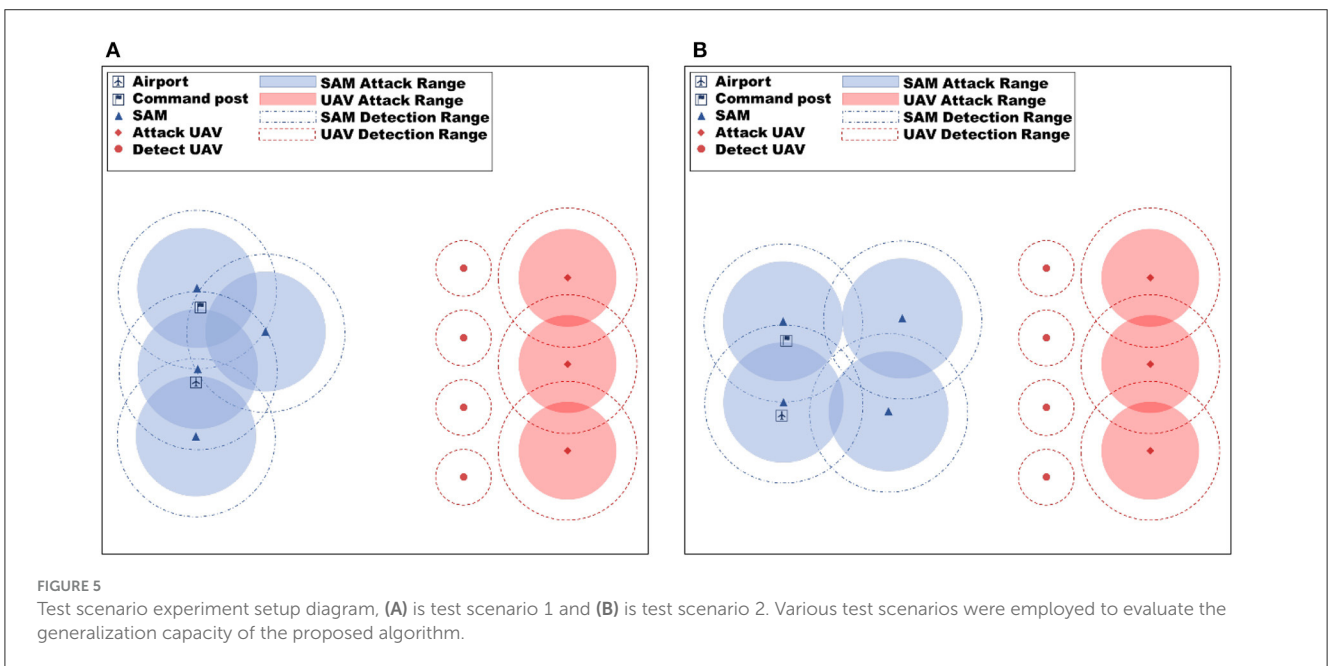 A
Airport
Command post
SAM
Attack UAV
Detect UAV
SAM Attack Range
UAV Attack Range
SAM Detection Range
UAV Detection Range
B
Airport
Command post
SAM
Attack UAV
Detect UAV
SAM Attack Range
UAV Attack Range
SAM Detection Range
UAV Detection Range
FIGURE 5
Test scenario experiment setup diagram, (A) is test scenario 1 and (B) is test scenario 2. Various test scenarios were employed to evaluate the
generalization capacity of the proposed algorithm.